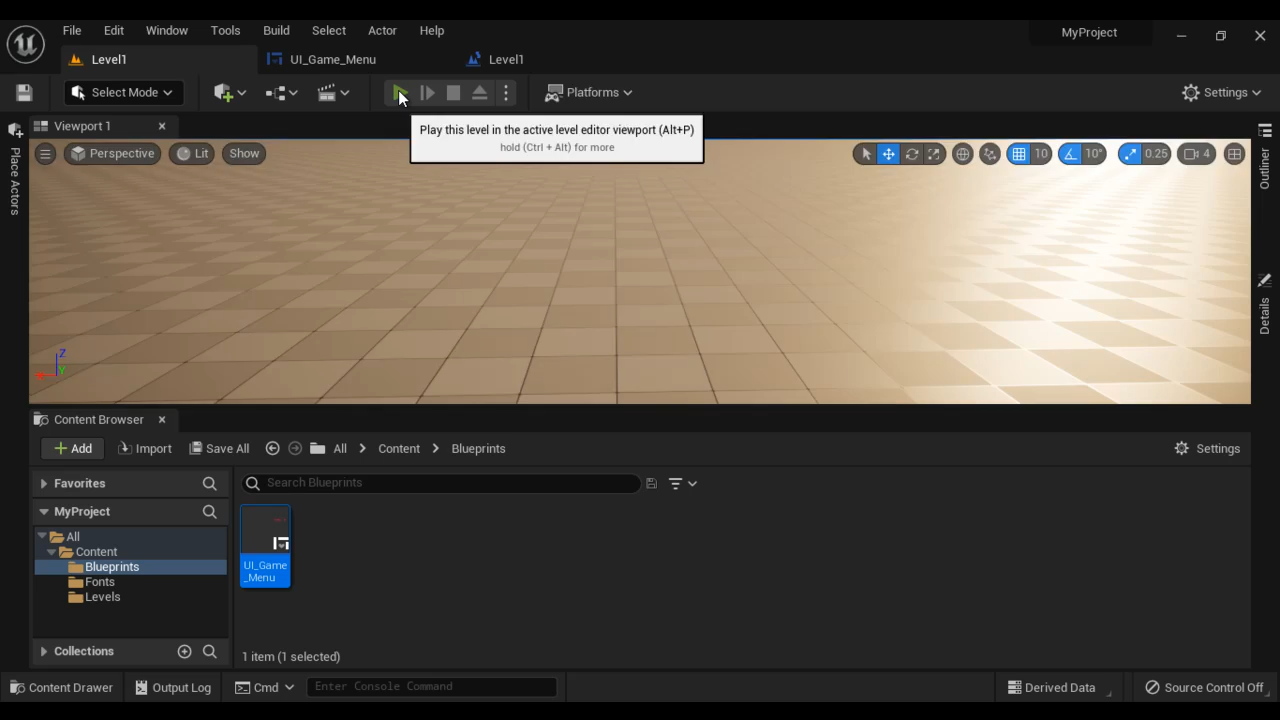 File Edit Window Tools Build Select Actor Help
MyProject
Level1
UI_Game_Menu
Level1
Select Mode
Platforms
Settings
Play this level in the active level editor viewport (Alt+P)
hold (Ctrl + Alt) for more
Viewport 1
Place Actors
Perspective
Lit
Show
10
10°
0.25
4
Outliner
Details
Z
Y
Content Browser
Add
Import
Save All
All
Content
Blueprints
Settings
Favorites
Search Blueprints
MyProject
All
Content
Blueprints
Fonts
Levels
UI_Game
_Menu
Collections
1 item (1 selected)
Content Drawer
Output Log
Cmd
Enter Console Command
Derived Data
Source Control Off